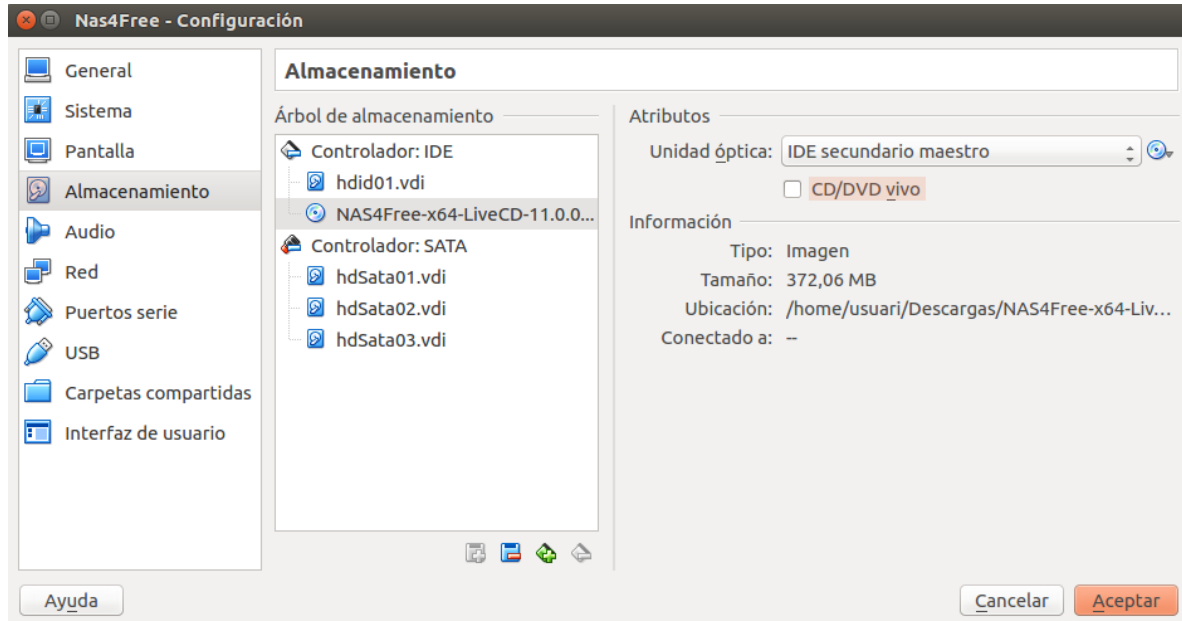 Nas4Free - Configuración
General
Sistema
Pantalla
Almacenamiento
Audio
Red
Puertos serie
USB
Carpetas compartidas
Interfaz de usuario
Almacenamiento
Árbol de almacenamiento
Controlador: IDE
hdid01.vdi
NAS4Free-x64-LiveCD-11.0.0...
Controlador: SATA
hdSata01.vdi
hdSata02.vdi
hdSata03.vdi
Atributos
Unidad óptica: IDE secundario maestro
CD/DVD vivo
Información
Tipo: Imagen
Tamaño: 372,06 MB
Ubicación: /home/usuari/Descargas/NAS4Free-x64-Liv...
Conectado a: --
Ayuda
Cancelar
Aceptar